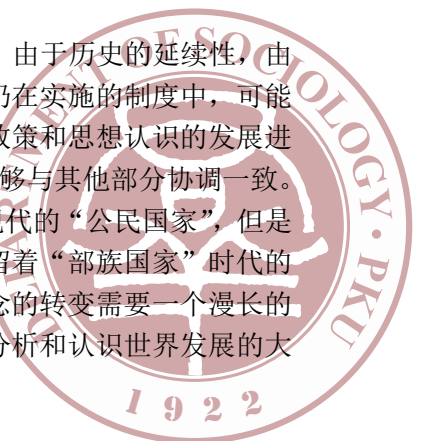 由于历史的延续性，由
仍在实施的制度中，可能
政策和思想认识的发展进
够与其他部分协调一致。
现代的“公民国家”，但是
留着“部族国家”时代的
念的转变需要一个漫长的
分析和认识世界发展的大
DEPARTMENT OF SOCIOLOGY · PKU
1922